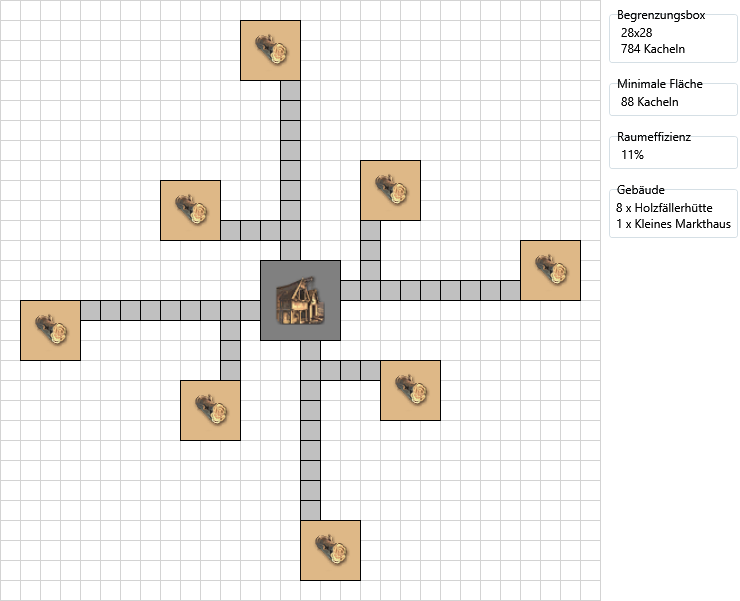 Begrenzungsbox
28x28
784 Kacheln
Minimale Fläche
88 Kacheln
Raumeffizienz
11%
Gebäude
8 x Holzfällerhütte
1 x Kleines Markthaus